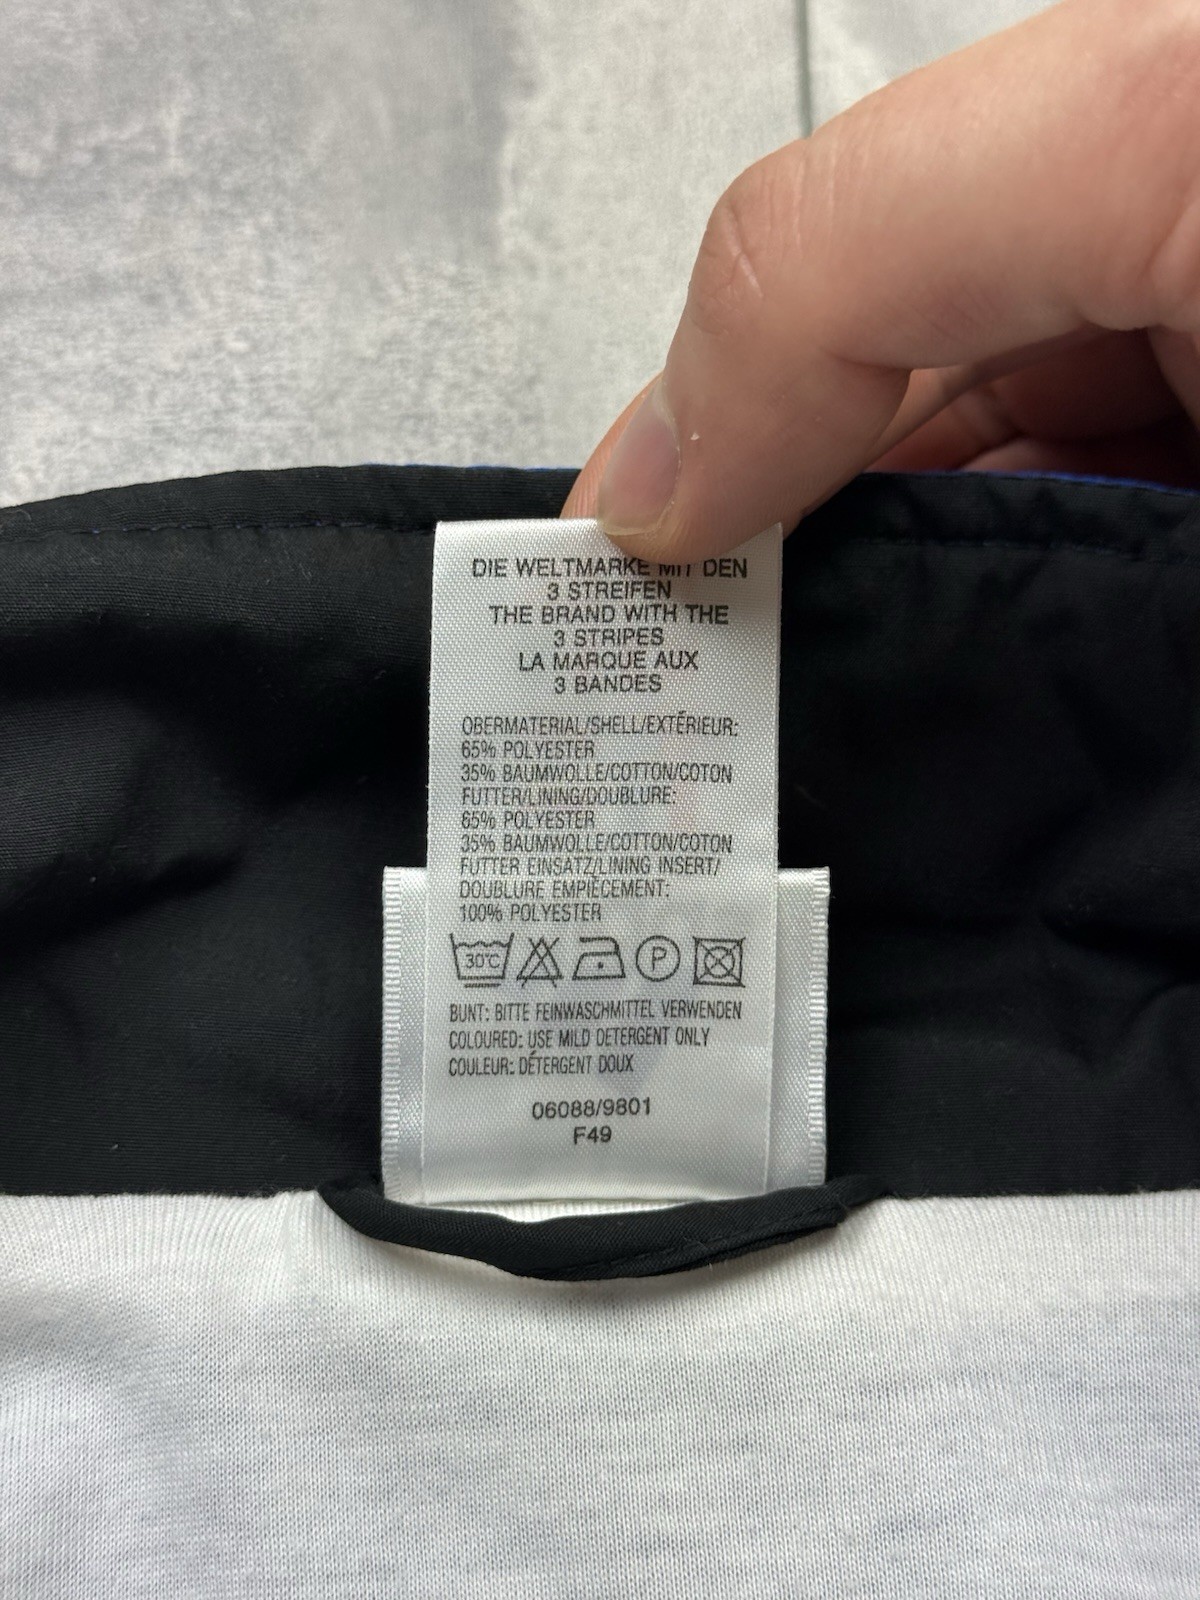 DIE WELTMARKE MIT DEN
3 STREIFEN
THE BRAND WITH THE
3 STRIPES
LA MARQUE AUX
3 BANDES
OBERMATERIAL/SHELL/EXTÉRIEUR:
65% POLYESTER
35% BAUMWOLLE/COTTON/COTON
FUTTER/LINING/DOUBLURE:
65% POLYESTER
35% BAUMWOLLE/COTTON/COTON
FUTTER EINSATZ/LINING INSERT/
DOUBLURE EMPIÈCEMENT:
100% POLYESTER
30°C P
BUNT: BITTE FEINWASCHMITTEL VERWENDEN
COLOURED: USE MILD DETERGENT ONLY
COULEUR: DÉTERGENT DOUX
06088/9801
F49